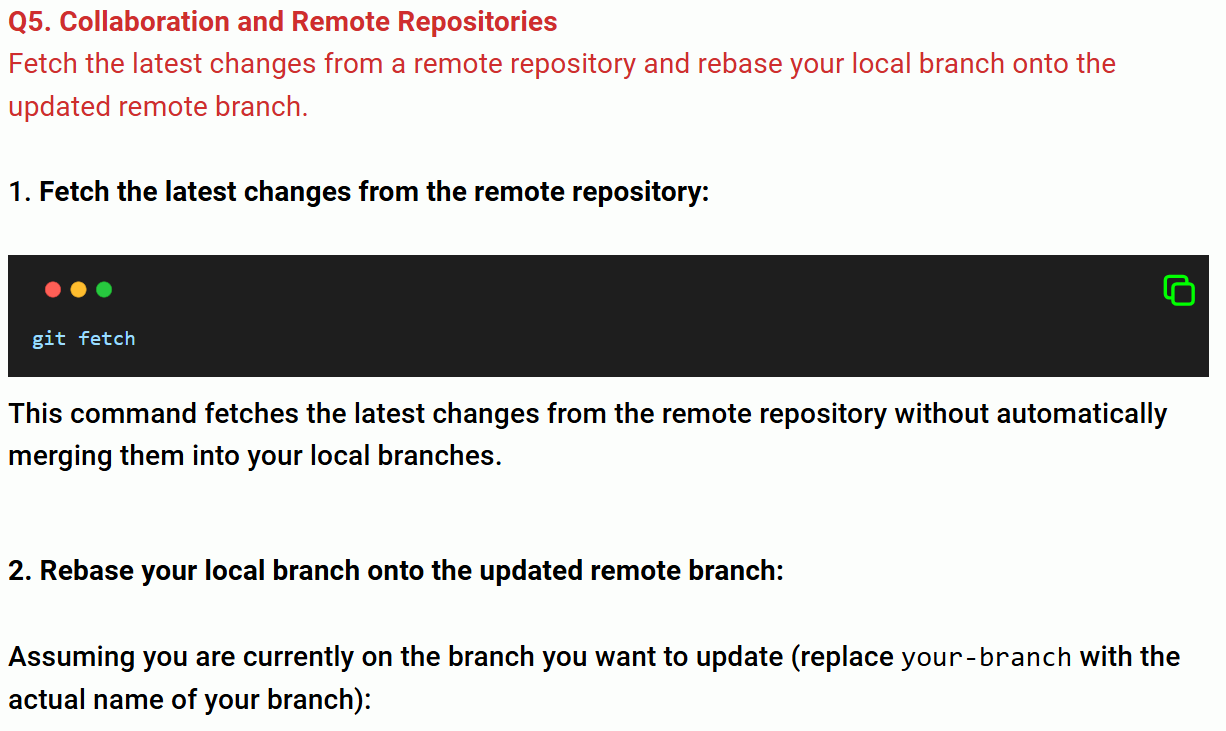 Q5. Collaboration and Remote Repositories
Fetch the latest changes from a remote repository and rebase your local branch onto the
updated remote branch.
1. Fetch the latest changes from the remote repository:
git fetch
This command fetches the latest changes from the remote repository without automatically
merging them into your local branches.
2. Rebase your local branch onto the updated remote branch:
Assuming you are currently on the branch you want to update (replace your-branch with the
actual name of your branch):